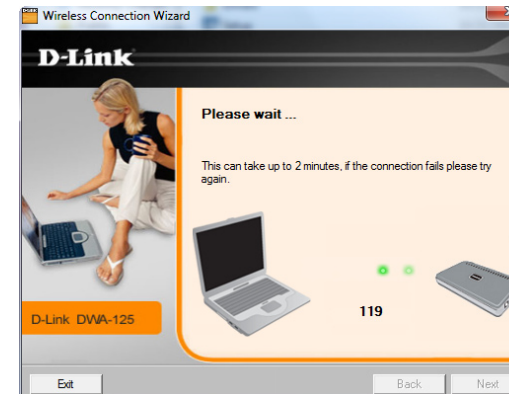 Wireless Connection Wizard
D-Link
Please wait ...
This can take up to 2 minutes, if the connection fails please try
again.
119
D-Link DWA-125
Exit
Back
Next